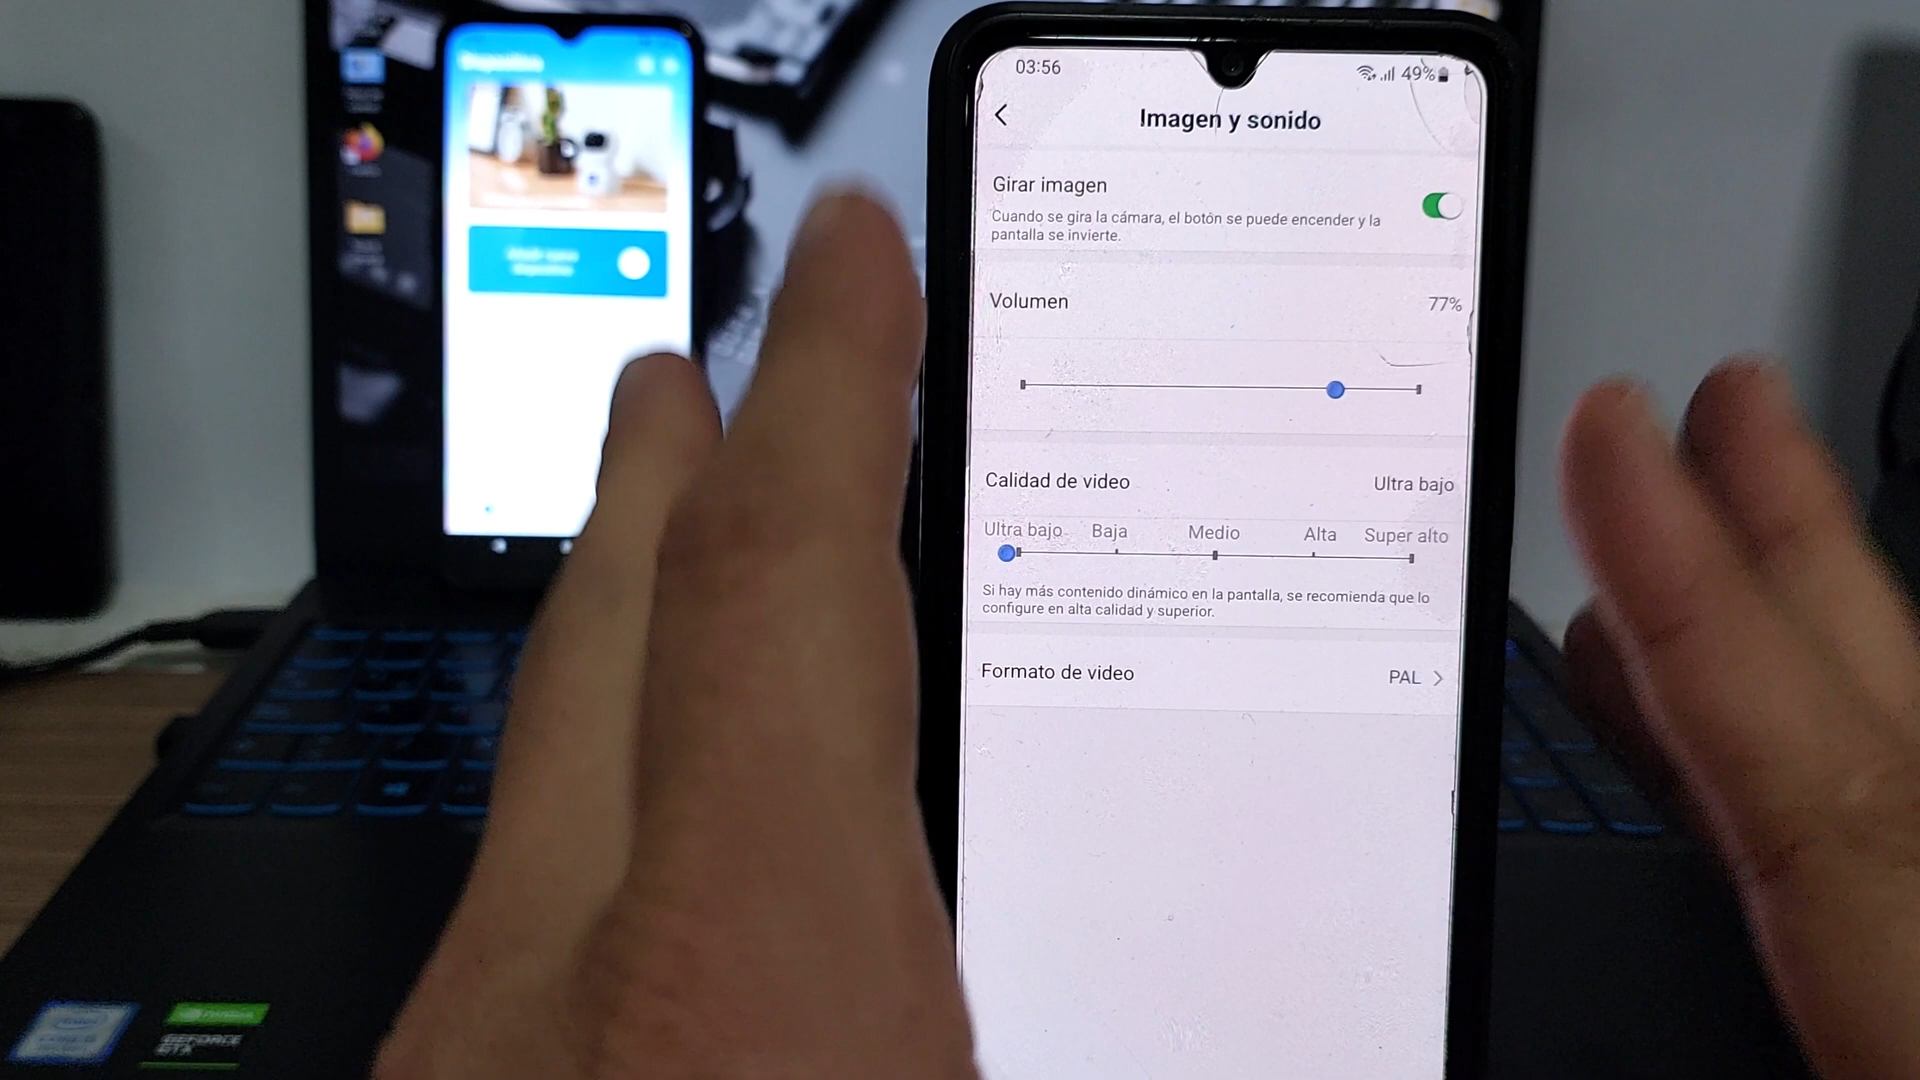 03:56
49%
Imagen y sonido
Girar imagen
Cuando se gira la cámara, el botón se puede encender y la
pantalla se invierte.
Volumen
77%
Calidad de video
Ultra bajo
Ultra bajo
Baja
Medio
Alta
Super alto
Si hay más contenido dinámico en la pantalla, se recomienda que lo
configure en alta calidad y superior.
Formato de video
PAL
GEFORCE
GTX